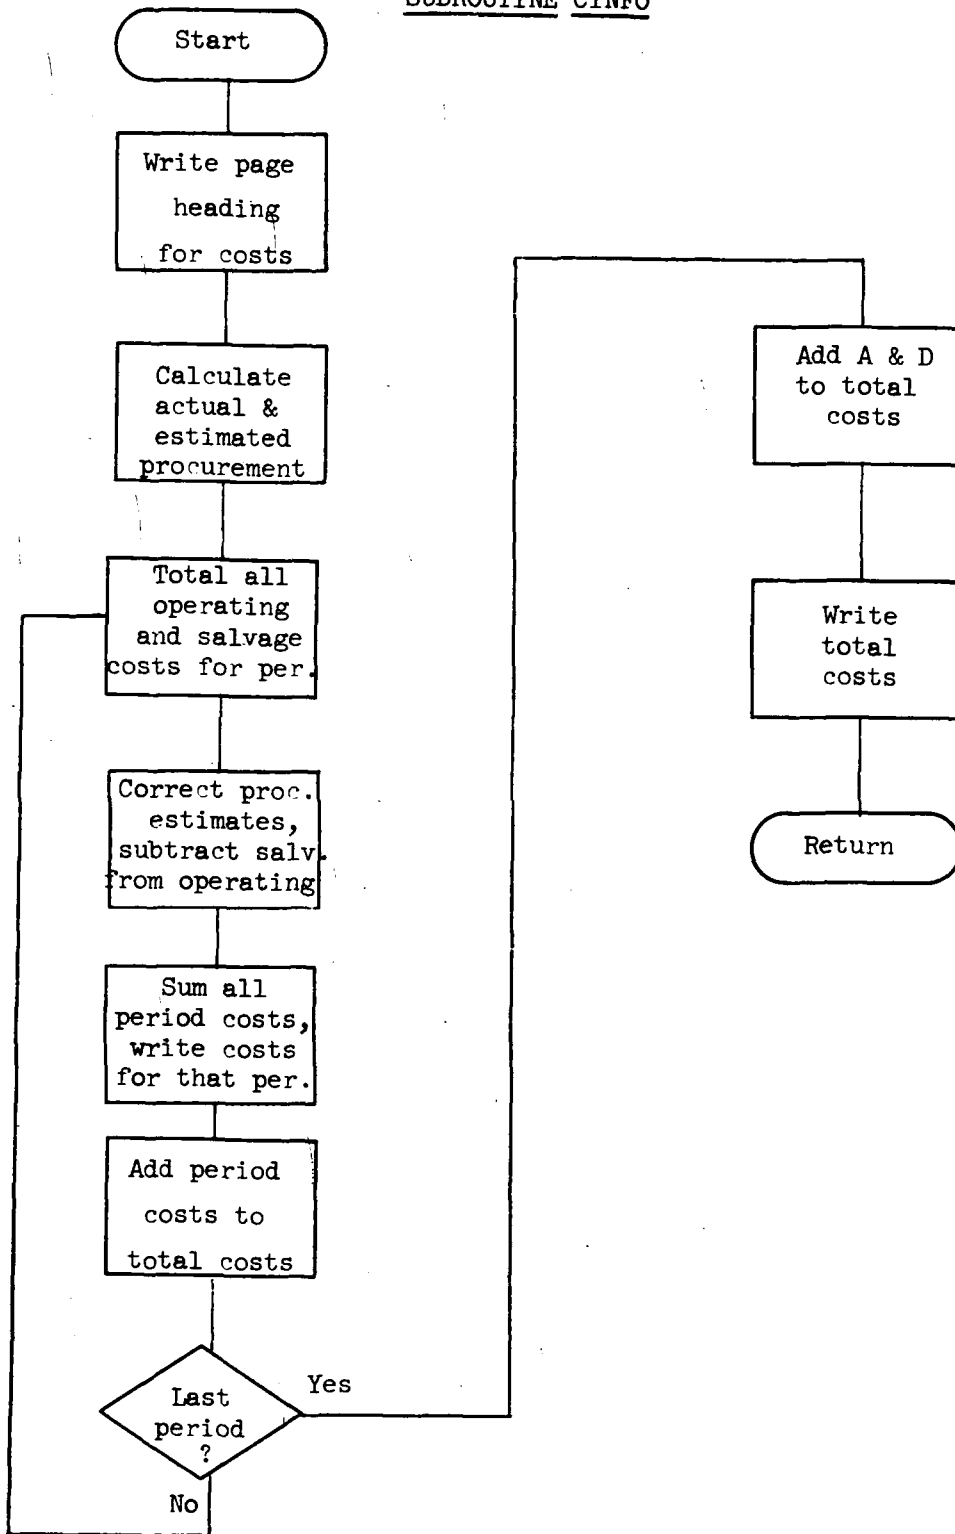 SUBROUTINE CINFO
Start
Write page
heading
for costs
Calculate
actual &
estimated
procurement
Total all
operating
and salvage
costs for per.
Correct proc.
estimates,
subtract salv.
from operating
Sum all
period costs,
write costs
for that per.
Add period
costs to
total costs
Last
period
?
Yes
No
Add A & D
to total
costs
Write
total
costs
Return